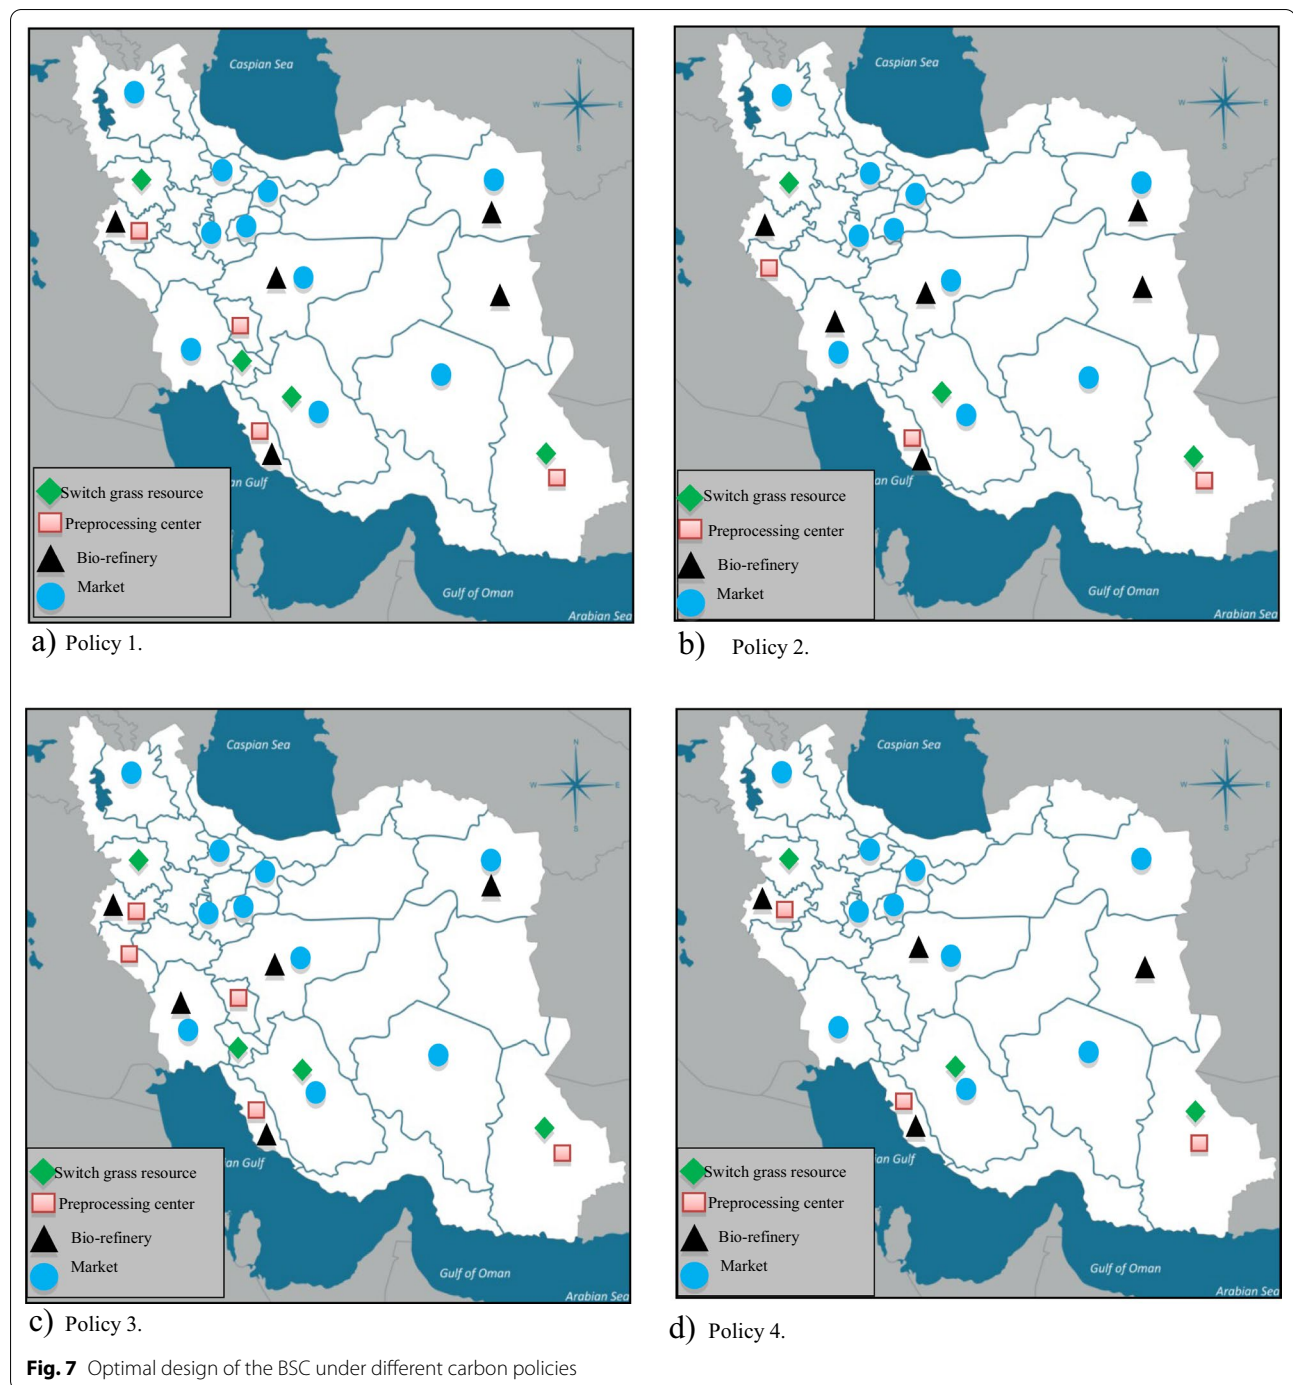 Caspian Sea
N
W
E
S
Switch grass resource
an Gulf
Preprocessing center
Bio-refinery
Market
Gulf of Oman
Arabian Sea
a) Policy 1.
Caspian Sea
N
W
E
S
Switch grass resource
an Gulf
Preprocessing center
Bio-refinery
Market
Gulf of Oman
Arabian Sea
b) Policy 2.
Caspian Sea
N
W
E
S
Switch grass resource
ian Gulf
Preprocessing center
Bio-refinery
Market
Gulf of Oman
Arabian Sea
c) Policy 3.
Caspian Sea
N
W
E
S
Switch grass resource
an Gulf
Preprocessing center
Bio-refinery
Market
Gulf of Oman
Arabian Sea
d) Policy 4.
Fig. 7 Optimal design of the BSC under different carbon policies